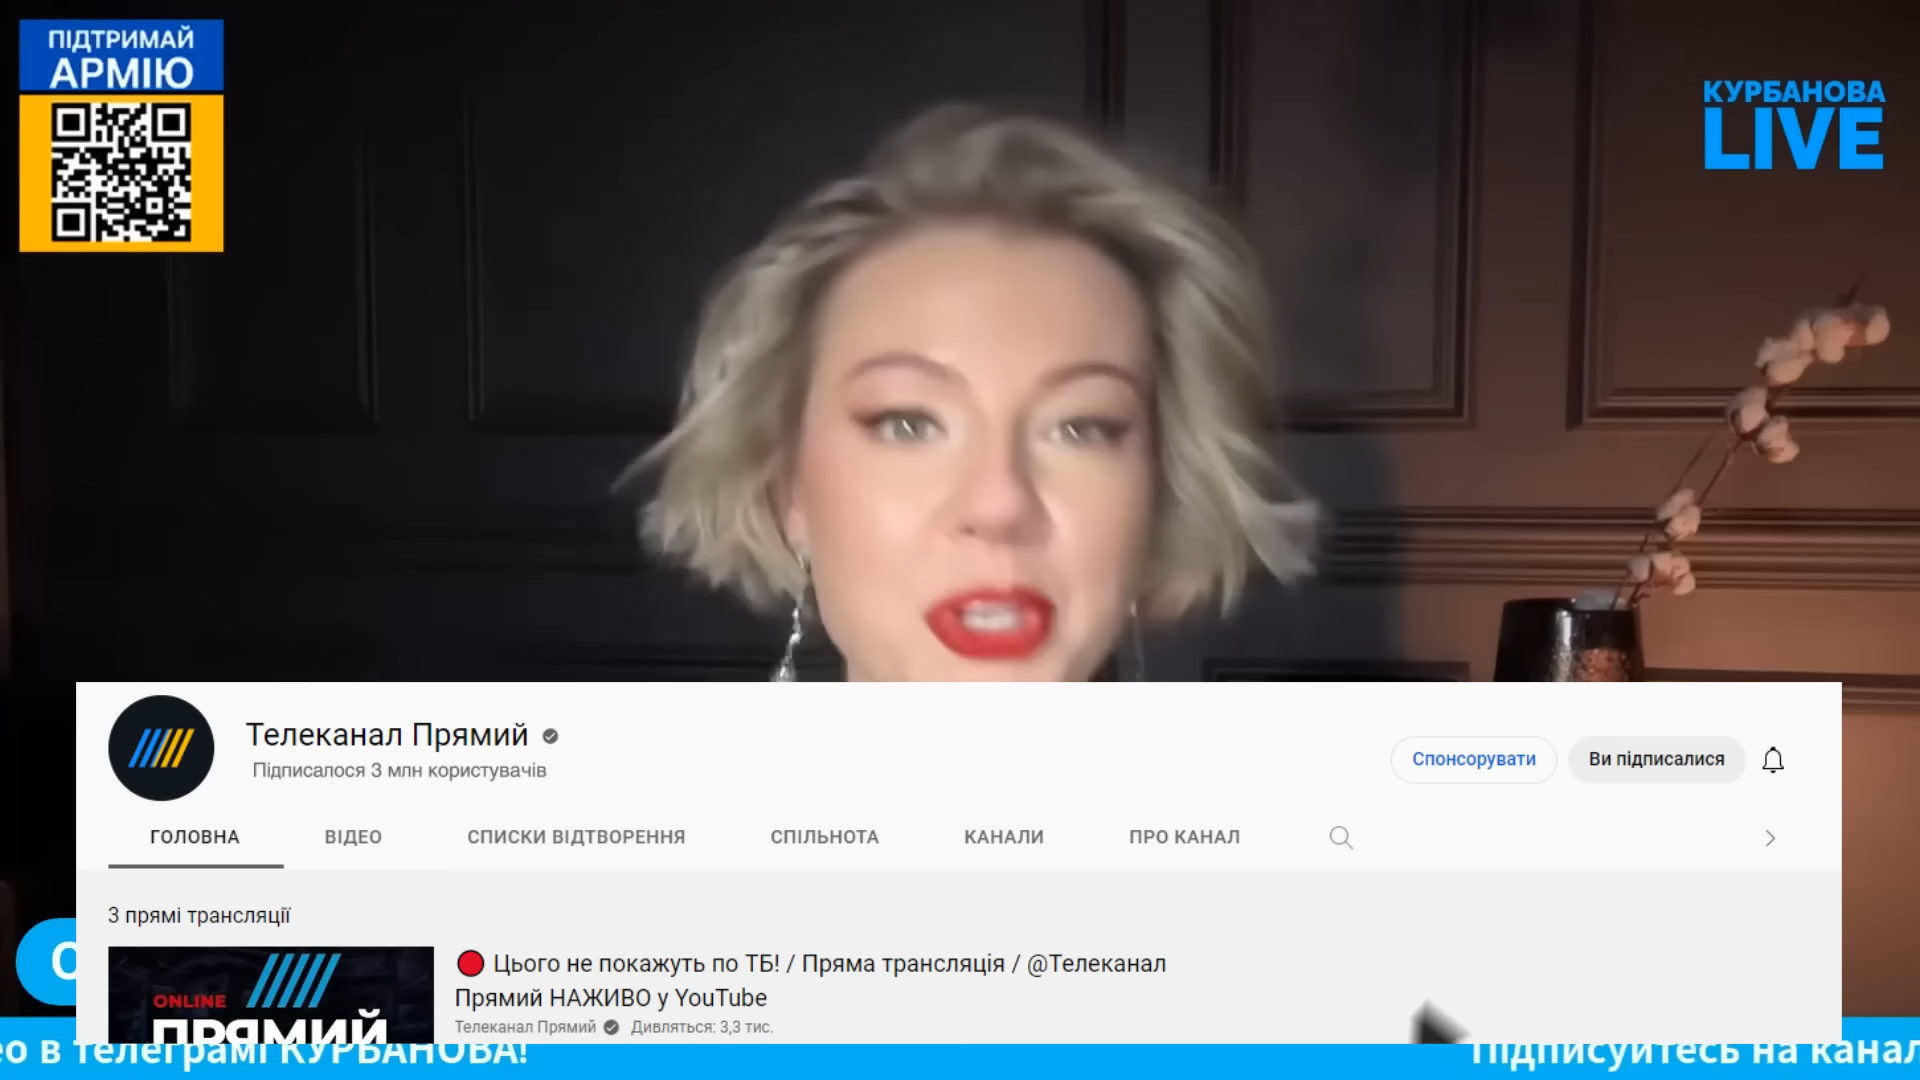 ПІДТРИМАЙ
АРМІЮ
КУРБАНОВА
LIVE
Телеканал Прямий
Підписалося 3 млн користувачів
Спонсорувати
Ви підписалися
ГОЛОВНА
ВІДЕО
СПИСКИ ВІДТВОРЕННЯ
СПІЛЬНОТА
КАНАЛИ
ПРО КАНАЛ
3 прямі трансляції
ONLINE
ПРЯМИЙ
Цього не покажуть по ТБ! / Пряма трансляція / @Телеканал
Прямий НАЖИВО у YouTube
Телеканал Прямий Дивляться: 3,3 тис.
в телеграмі КУРБАНОВА!
Підписуйтесь на